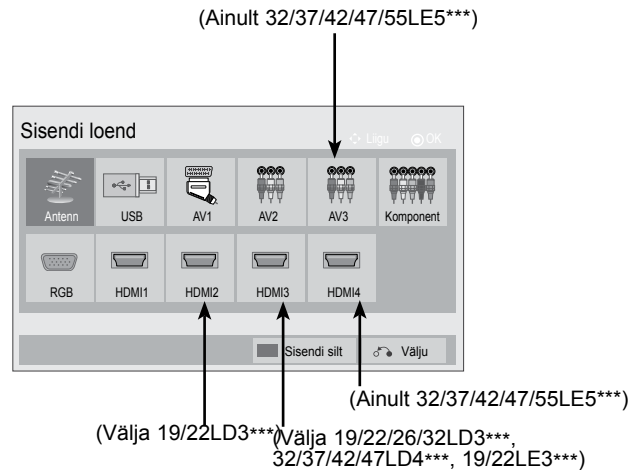 (Ainult 32/37/42/47/55LE5***)
Sisendi loend
Liigu OK
Antenn USB AV1 AV2 AV3 Komponent
RGB HDMI1 HDMI2 HDMI3 HDMI4
Sisendi silt Välju
(Ainult 32/37/42/47/55LE5***)
(Välja 19/22LD3***)
(Välja 19/22/26/32LD3***,
32/37/42/47LD4***, 19/22LE3***)